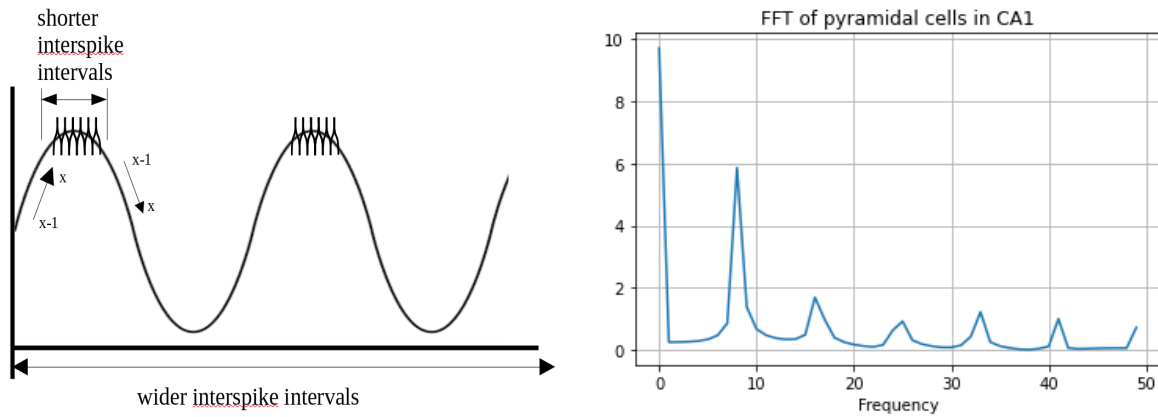 shorter
interspike
intervals
x-1
x
x
x-1
wider interspike intervals
FFT of pyramidal cells in CA1
10
8
6
4
2
0
0 10 20 30 40 50
Frequency